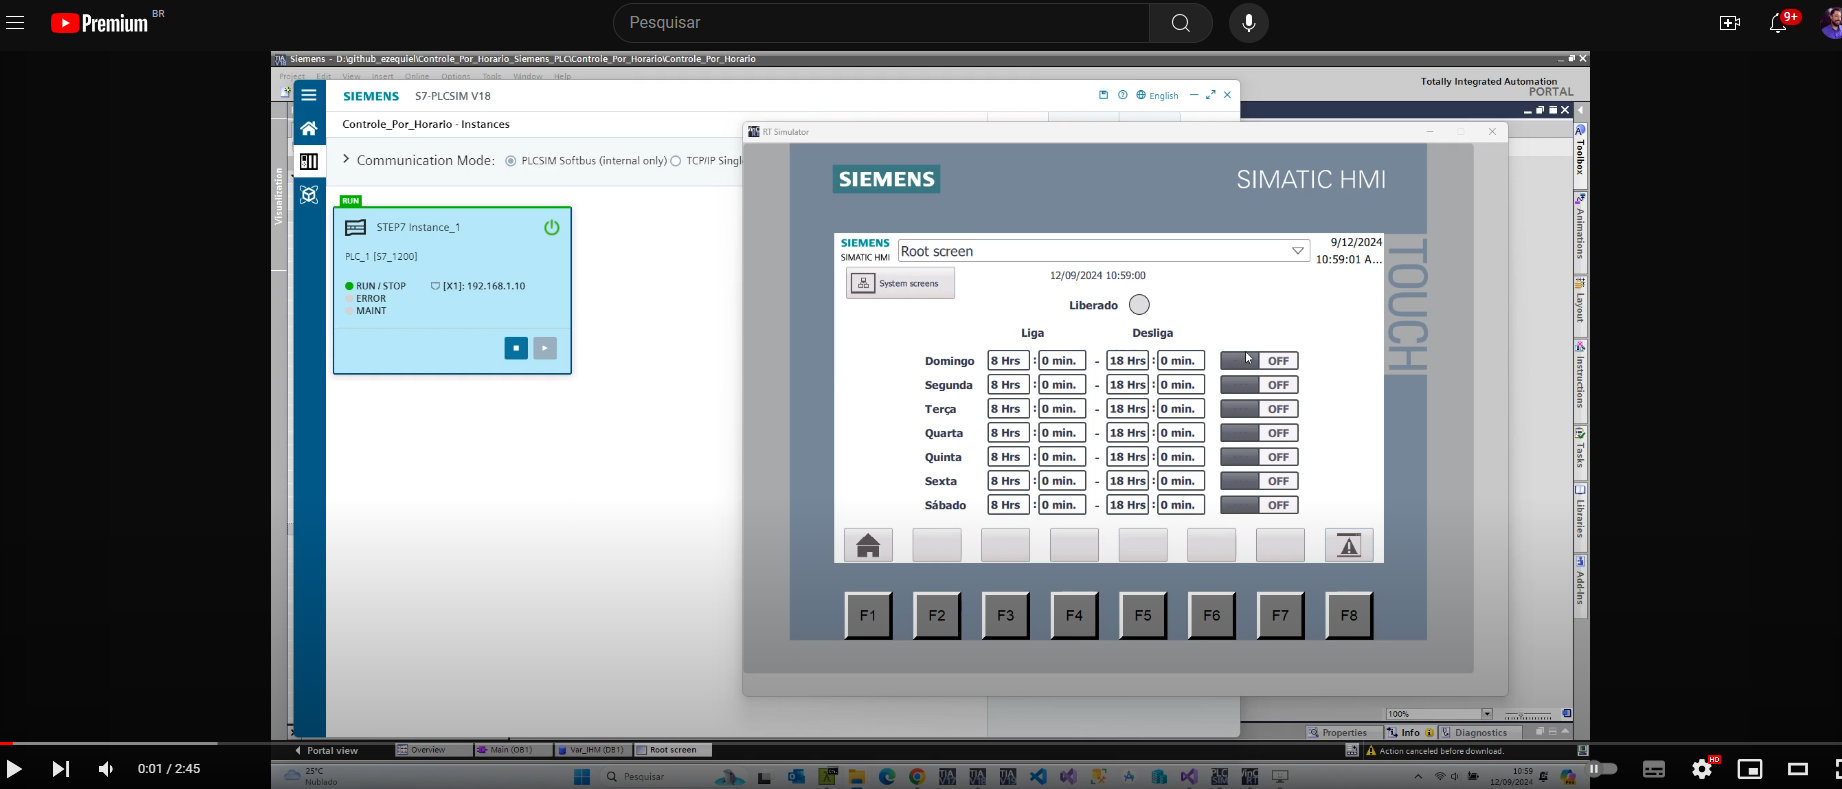 Premium BR
Pesquisar
9+
Siemens - D:\github_ezequiel\Controle_Por_Horario_Siemens_PLC\Controle_Por_Horario\Controle_Por_Horario
Project Edit View Insert Online Options Tools Window Help
Totally Integrated Automation
PORTAL
SIEMENS S7-PLCSIM V18
English
Controle_Por_Horario - Instances
Communication Mode: PLCSIM Softbus (internal only) TCP/IP Singl
Visualization
RUN
STEP7 Instance_1
PLC_1 [S7_1200]
RUN / STOP [X1]: 192.168.1.10
ERROR
MAINT
RT Simulator
SIEMENS
SIMATIC HMI
TOUCH
SIEMENS
SIMATIC HMI
Root screen
9/12/2024
10:59:01 A...
System screens
12/09/2024 10:59:00
Liberado
Liga Desliga
Domingo 8 Hrs : 0 min. - 18 Hrs : 0 min. OFF
Segunda 8 Hrs : 0 min. - 18 Hrs : 0 min. OFF
Terça 8 Hrs : 0 min. - 18 Hrs : 0 min. OFF
Quarta 8 Hrs : 0 min. - 18 Hrs : 0 min. OFF
Quinta 8 Hrs : 0 min. - 18 Hrs : 0 min. OFF
Sexta 8 Hrs : 0 min. - 18 Hrs : 0 min. OFF
Sábado 8 Hrs : 0 min. - 18 Hrs : 0 min. OFF
F1 F2 F3 F4 F5 F6 F7 F8
Toolbox
Animations
Layout
Instructions
Tasks
Libraries
Add-Ins
100%
Properties Info Diagnostics
Portal view Overview Main (OB1) Var_IHM (DB1) Root screen
Action canceled before download.
0:01 / 2:45
25°C
Nublado
Pesquisar
10:59
12/09/2024
HD